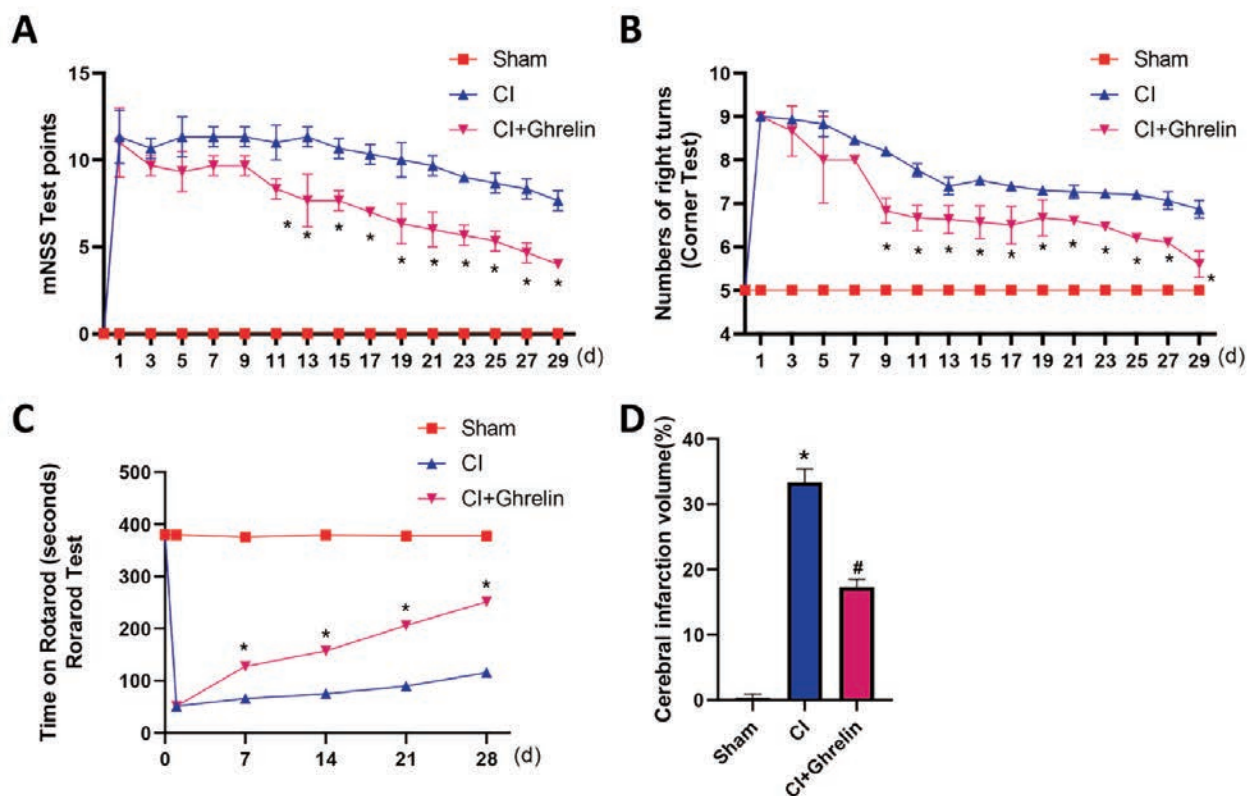 A
Sham
CI
CI+Ghrelin
mNSS Test points
15
10
5
0
* * * * * * * * * *
1 3 5 7 9 11 13 15 17 19 21 23 25 27 29 (d)
B
Sham
CI
CI+Ghrelin
Numbers of right turns
(Corner Test)
10
9
8
7
6
5
4
* * * * * * * * * * *
1 3 5 7 9 11 13 15 17 19 21 23 25 27 29 (d)
C
Sham
CI
CI+Ghrelin
Time on Rotarod (seconds)
Rorarod Test
500
400
300
200
100
0
* * * *
0 7 14 21 28 (d)
D
Cerebral infarction volume(%)
40
30
20
10
0
*
#
Sham
CI
CI+Ghrelin